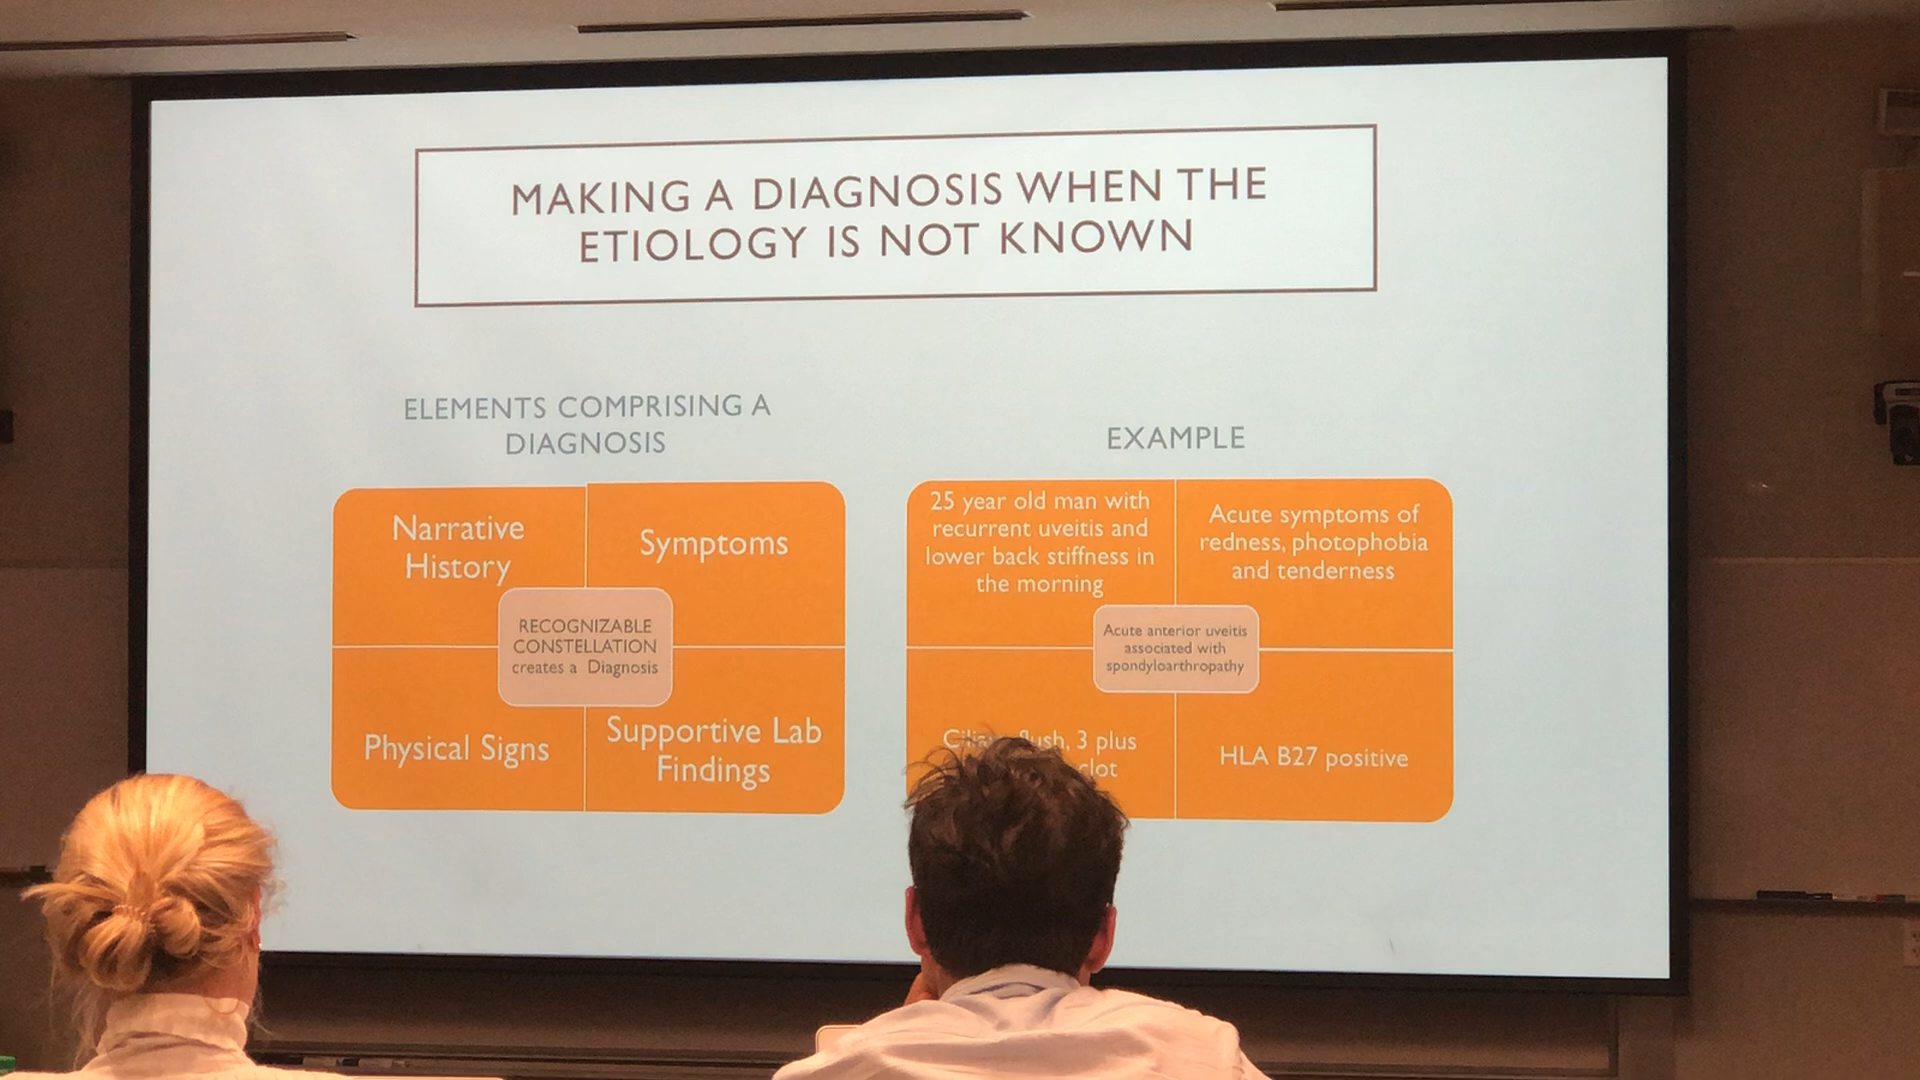 MAKING A DIAGNOSIS WHEN THE
ETIOLOGY IS NOT KNOWN
ELEMENTS COMPRISING A
DIAGNOSIS
Narrative
History
Symptoms
RECOGNIZABLE
CONSTELLATION
creates a Diagnosis
Physical Signs
Supportive Lab
Findings
EXAMPLE
25 year old man with
recurrent uveitis and
lower back stiffness in
the morning
Acute symptoms of
redness, photophobia
and tenderness
Acute anterior uveitis
associated with
spondyloarthropathy
3 plus
clot
HLA B27 positive